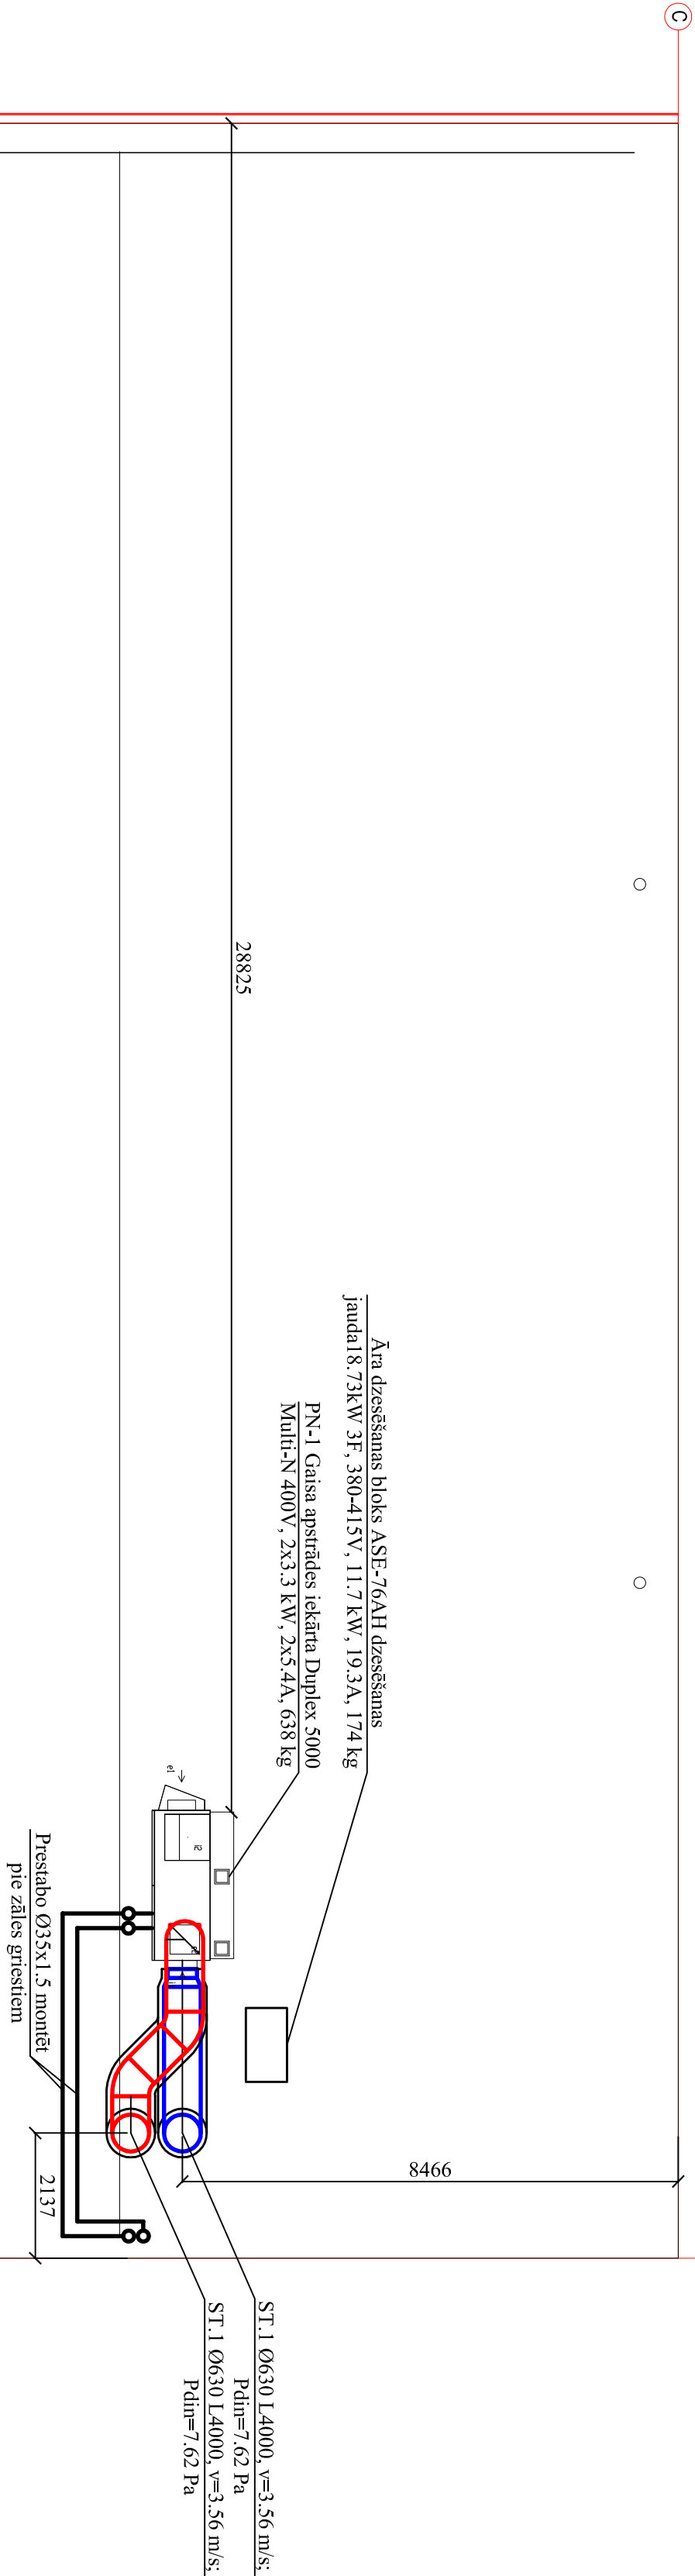 C
28825
Āra dzesēšanas bloks ASE-76AH dzesēšanas
jauda18.73kW 3F, 380-415V, 11.7 kW, 19.3A, 174 kg
PN-1 Gaisa apstrādes iekārta Duplex 5000
Multi-N 400V, 2x3.3 kW, 2x5.4A, 638 kg
e1
i2
Prestabo Ø35x1.5 montēt
pie zāles griestiem
8466
2137
ST.1 Ø630 L4000, v=3.56 m/s;
Pdin=7.62 Pa
ST.1 Ø630 L4000, v=3.56 m/s;
Pdin=7.62 Pa